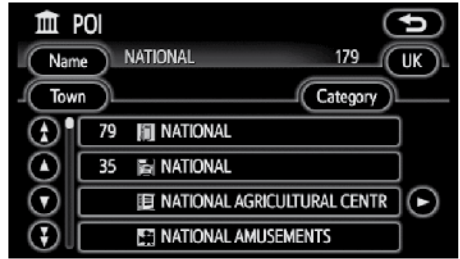 POI
Name NATIONAL 179 UK
Town Category
79 NATIONAL
35 NATIONAL
NATIONAL AGRICULTURAL CENTR
NATIONAL AMUSEMENTS